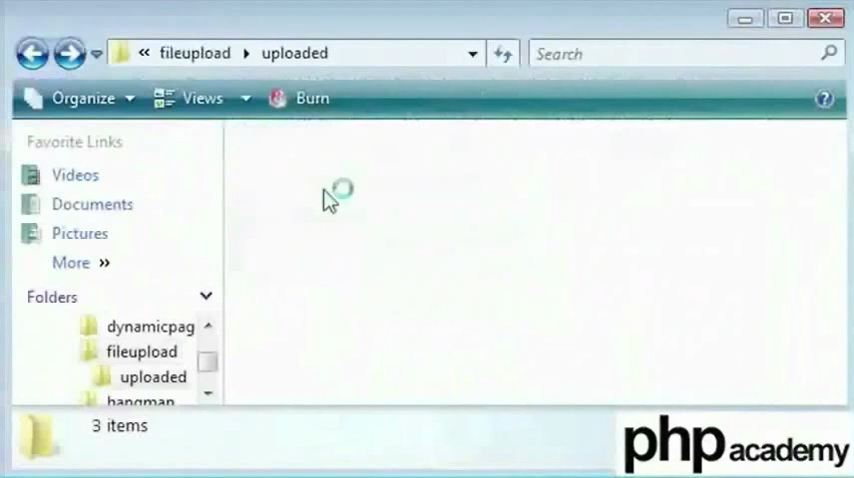 « fileupload ▸ uploaded
Search
Organize Views Burn ?
Favorite Links
Videos
Documents
Pictures
More »
Folders
dynamicpag
fileupload
uploaded
hangman
3 items
php academy